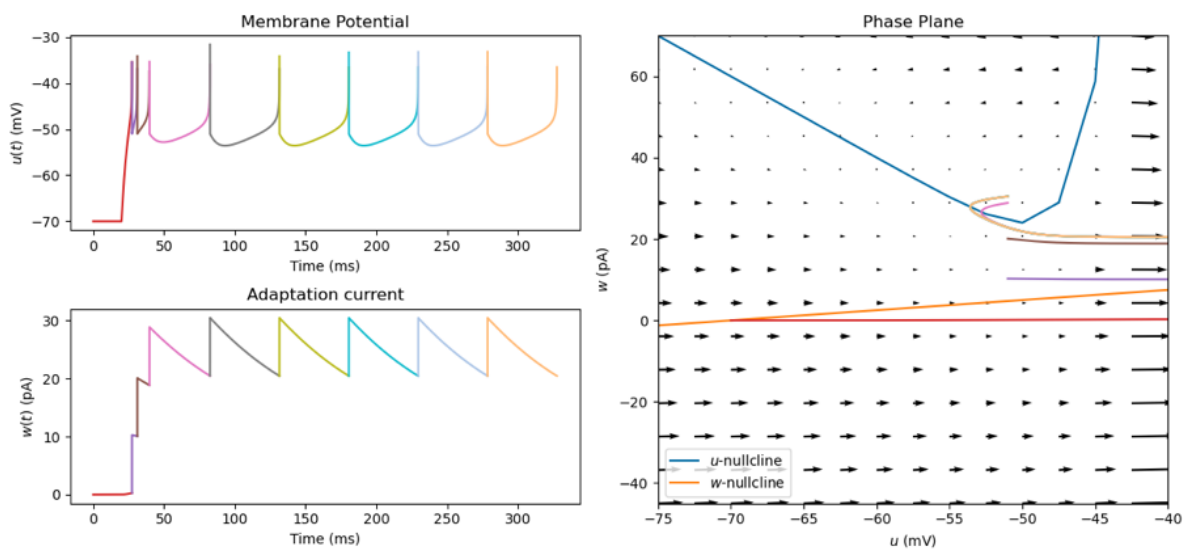 Membrane Potential
−30
−40
−50
−60
−70
u(t) (mV)
0 50 100 150 200 250 300
Time (ms)
Adaptation current
30
20
10
0
w(t) (pA)
0 50 100 150 200 250 300
Time (ms)
Phase Plane
60
40
20
0
−20
−40
w (pA)
u-nullcline
w-nullcline
−75 −70 −65 −60 −55 −50 −45 −40
u (mV)